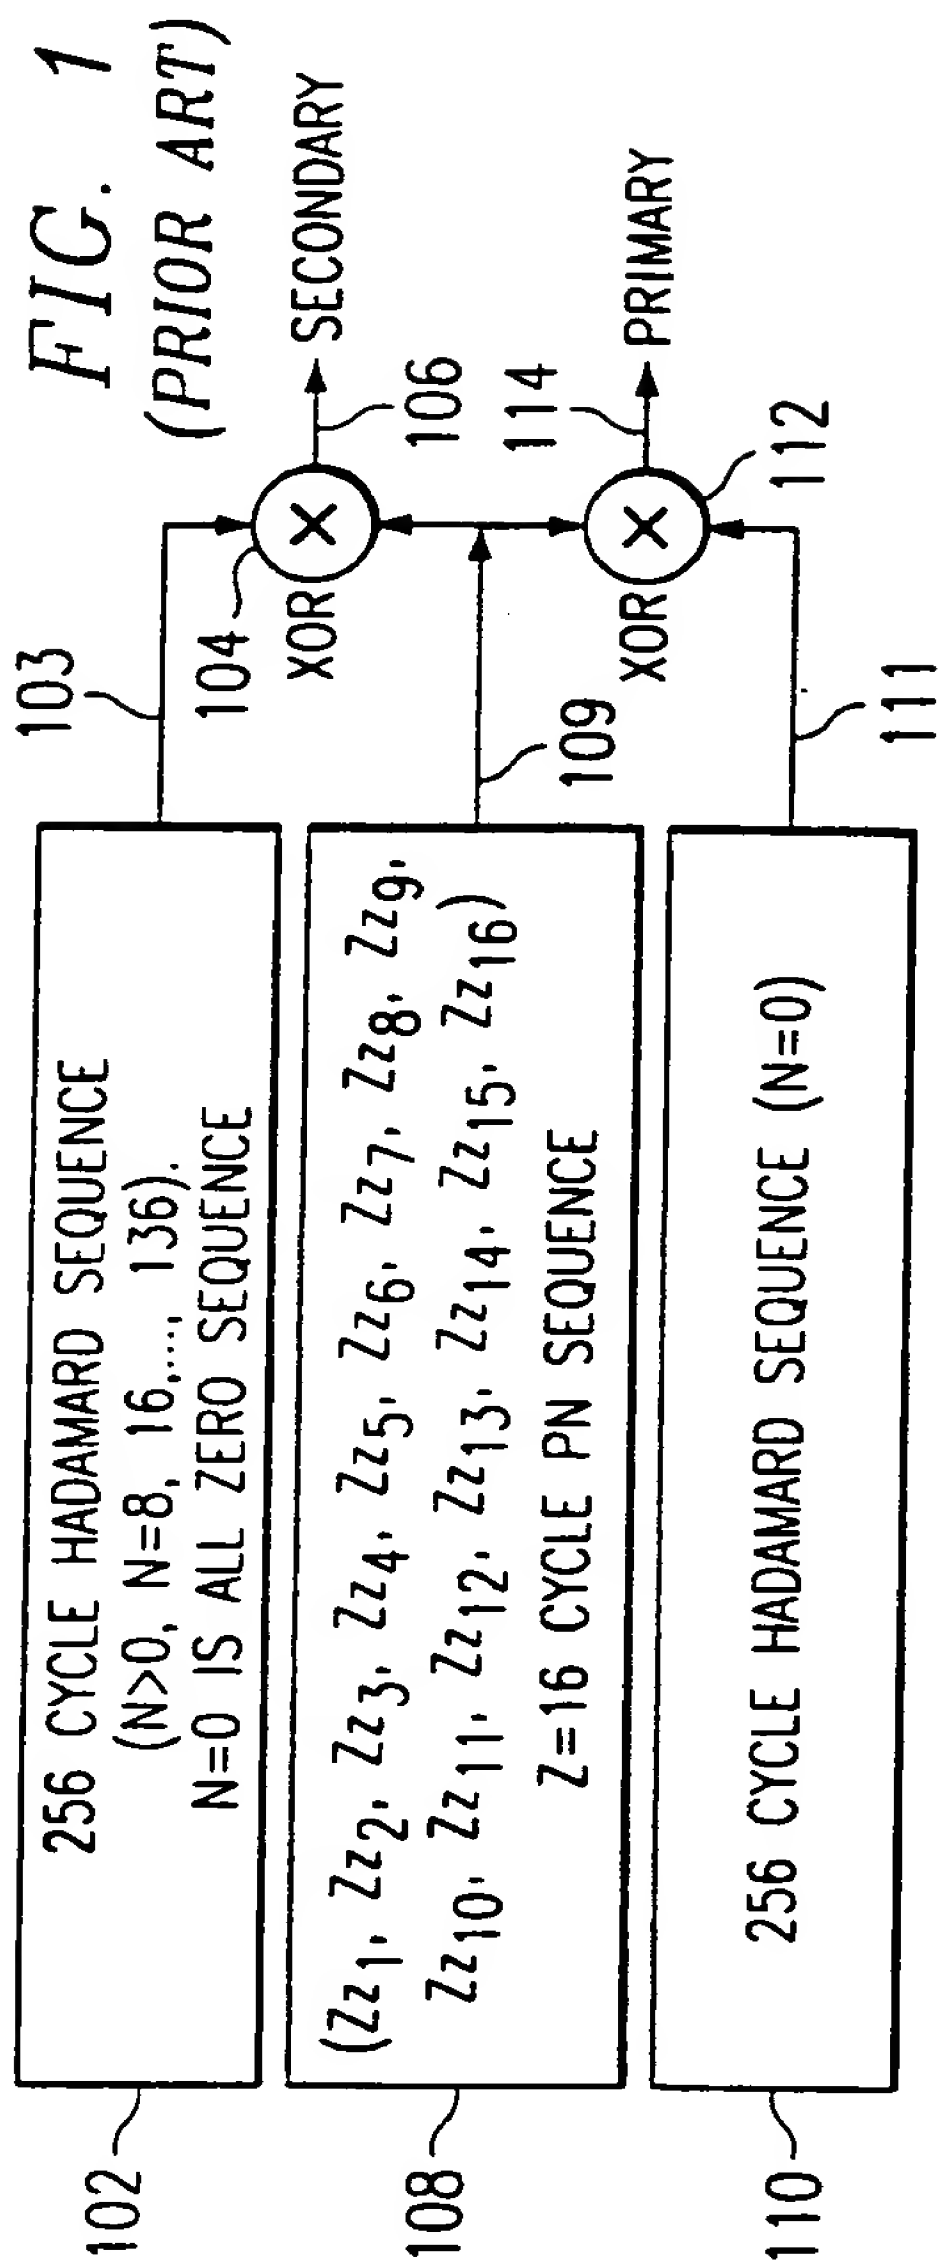 FIG. 1
(PRIOR ART)
256 CYCLE HADAMARD SEQUENCE
(N>0, N=8, 16,..., 136).
N=0 IS ALL ZERO SEQUENCE
102
103
104
XOR
106
SECONDARY
(Zz1, Zz2, Zz3, Zz4, Zz5, Zz6, Zz7, Zz8, Zz9,
Zz10, Zz11, Zz12, Zz13, Zz14, Zz15, Zz16)
Z=16 CYCLE PN SEQUENCE
108
109
256 CYCLE HADAMARD SEQUENCE (N=0)
110
111
XOR
112
114
PRIMARY